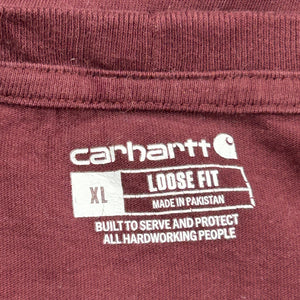 carhartt
XL
LOOSE FIT
MADE IN PAKISTAN
BUILT TO SERVE AND PROTECT
ALL HARDWORKING PEOPLE